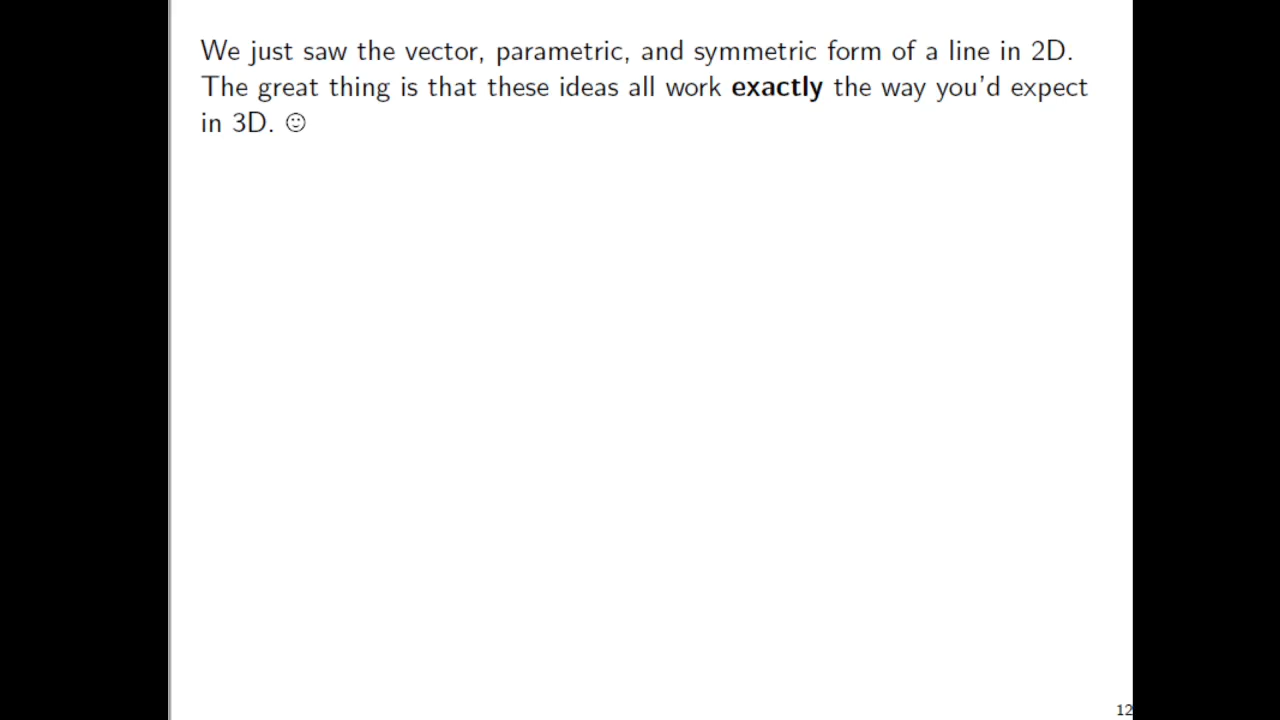 We just saw the vector, parametric, and symmetric form of a line in 2D.
The great thing is that these ideas all work exactly the way you'd expect
in 3D. ☺
12